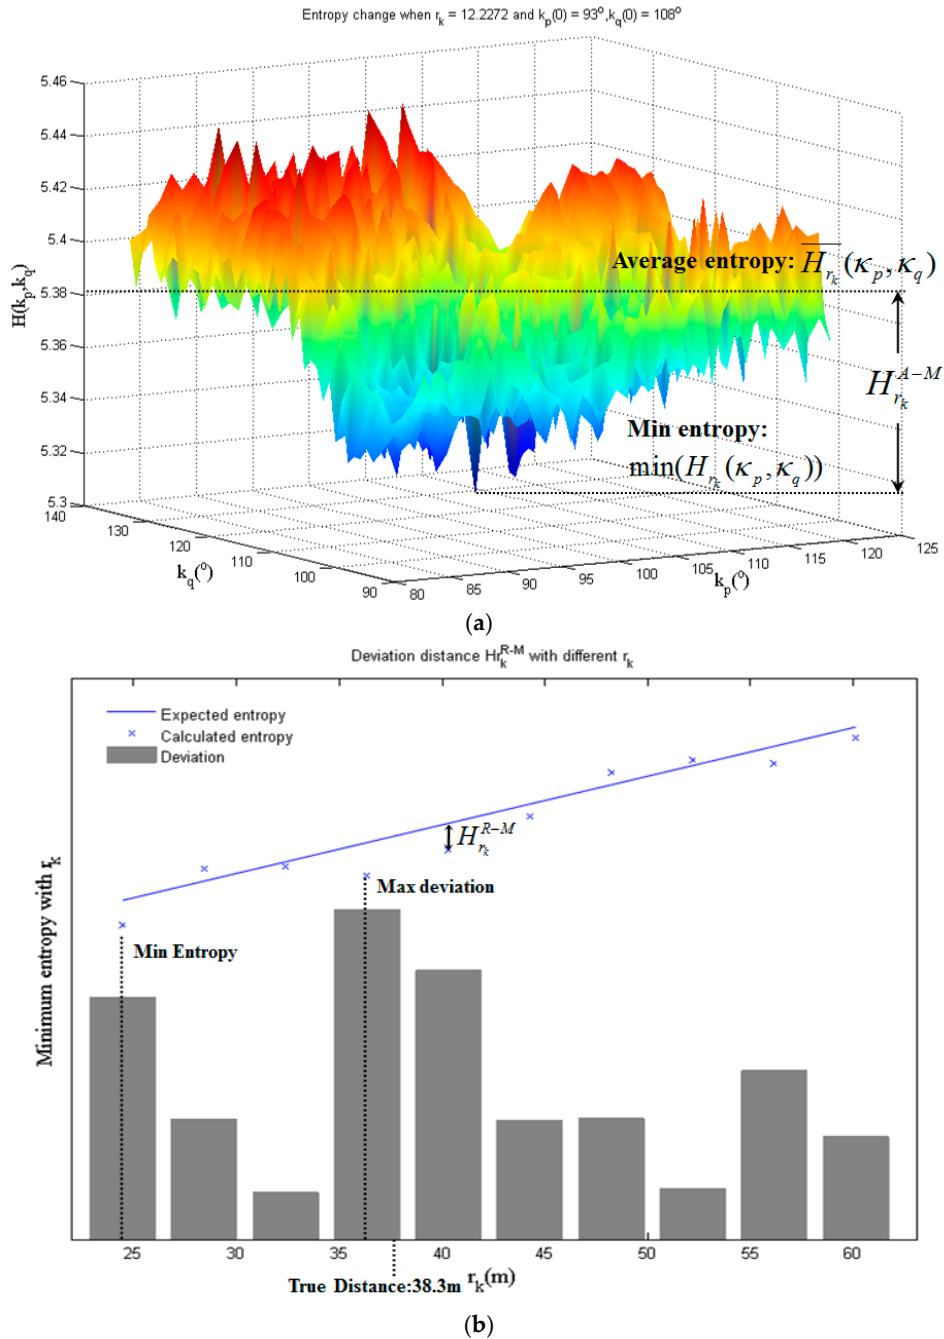 Entropy change when r_k = 12.2272 and k_p(0) = 93°,k_q(0) = 108°
5.46
5.44
5.42
5.4
5.38
5.36
5.34
5.32
5.3
H(k_p,k_q)
Average entropy: \overline{H_{r_k}}(κ_p, κ_q)
H_{r_k}^{A-M}
Min entropy:
min(H_{r_k}(κ_p, κ_q))
140
130
120
110
100
90
k_q(°)
80
85
90
95
100
105
110
115
120
125
k_p(°)
(a)
Deviation distance Hr_k^{R-M} with different r_k
Expected entropy
Calculated entropy
Deviation
H_{r_k}^{R-M}
Max deviation
Min Entropy
Minimum entropy with r_k
25
30
35
40
45
50
55
60
True Distance:38.3m
r_k(m)
(b)